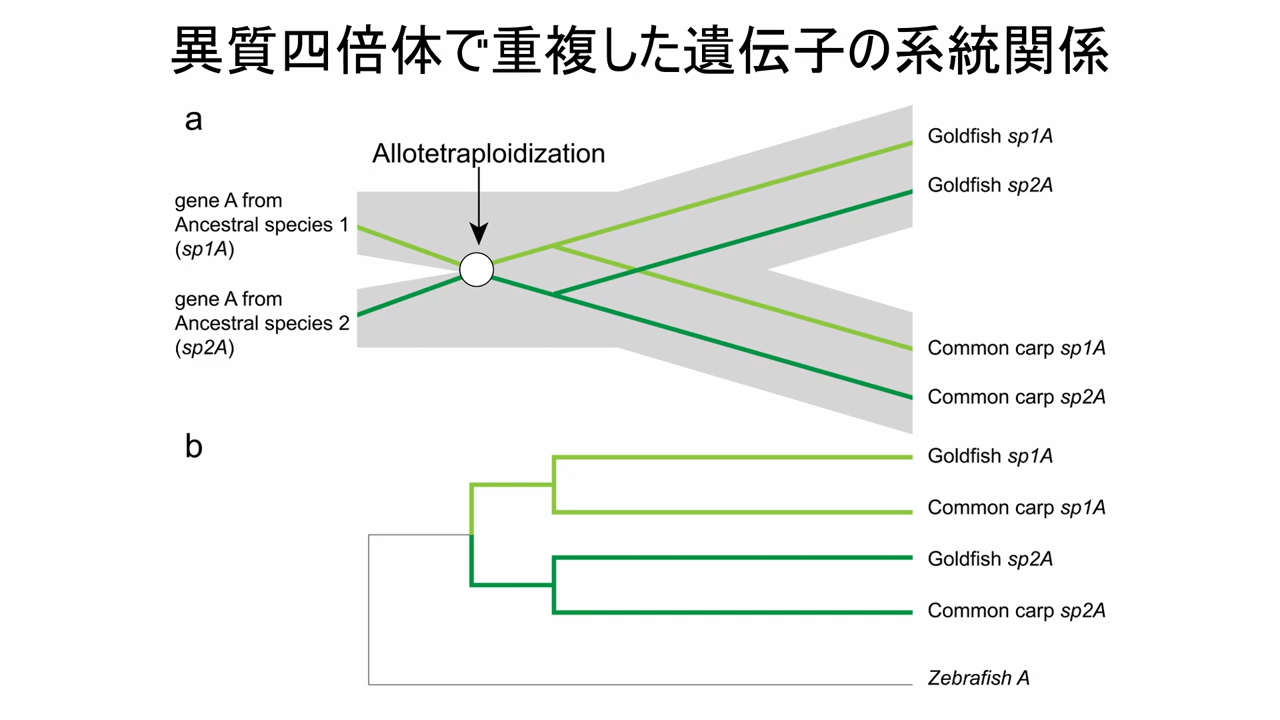 異質四倍体で重複した遺伝子の系統関係
a
Allotetraploidization
gene A from
Ancestral species 1
(sp1A)
gene A from
Ancestral species 2
(sp2A)
Goldfish sp1A
Goldfish sp2A
Common carp sp1A
Common carp sp2A
b
Goldfish sp1A
Common carp sp1A
Goldfish sp2A
Common carp sp2A
Zebrafish A